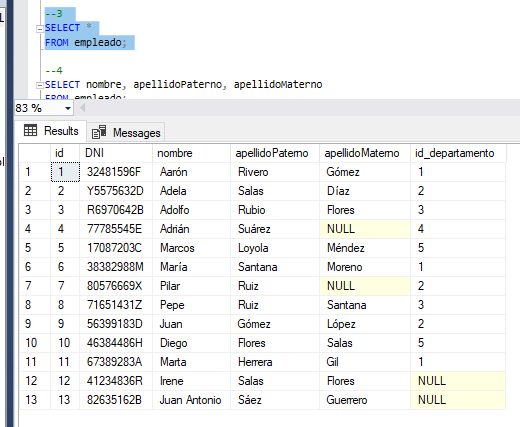 --3
SELECT *
FROM empleado;
--4
SELECT nombre, apellidoPaterno, apellidoMaterno
FROM empleado;
83 %
Results Messages
id DNI nombre apellidoPaterno apellidoMaterno id_departamento
1 1 32481596F Aarón Rivero Gómez 1
2 2 Y5575632D Adela Salas Díaz 2
3 3 R6970642B Adolfo Rubio Flores 3
4 4 77785545E Adrián Suárez NULL 4
5 5 17087203C Marcos Loyola Méndez 5
6 6 38382988M María Santana Moreno 1
7 7 80576669X Pilar Ruiz NULL 2
8 8 71651431Z Pepe Ruiz Santana 3
9 9 56399183D Juan Gómez López 2
10 10 46384486H Diego Flores Salas 5
11 11 67389283A Marta Herrera Gil 1
12 12 41234836R Irene Salas Flores NULL
13 13 82635162B Juan Antonio Sáez Guerrero NULL